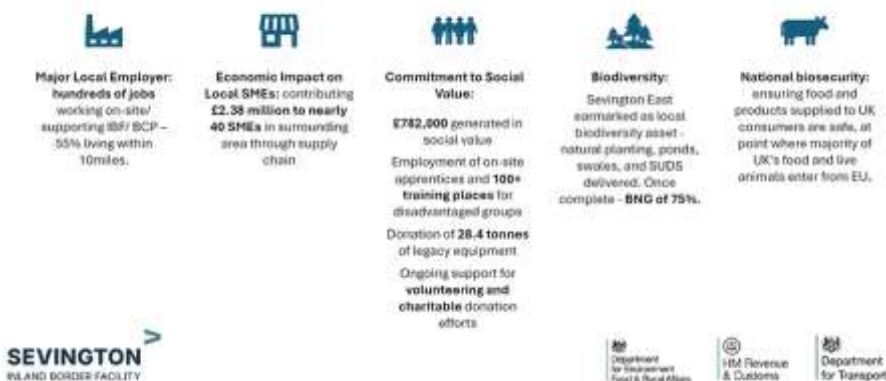 Major Local Employer:
hundreds of jobs
working on-site/
supporting IBF/ BCP –
55% living within
10miles.
Economic Impact on
Local SMEs: contributing
£2.38 million to nearly
40 SMEs in surrounding
area through supply
chain
Commitment to Social
Value:
£782,000 generated in
social value
Employment of on-site
apprentices and 100+
training places for
disadvantaged groups
Donation of 28.4 tonnes
of legacy equipment
Ongoing support for
volunteering and
charitable donation
efforts
Biodiversity:
Sevington East
earmarked as local
biodiversity asset -
natural planting, ponds,
swales, and SUDS
delivered. Once
complete - BNG of 75%.
National biosecurity:
ensuring food and
products supplied to UK
consumers are safe, at
point where majority of
UK's food and live
animals enter from EU.
SEVINGTON
INLAND BORDER FACILITY
Department
for Environment
Food & Rural Affairs
HM Revenue
& Customs
Department
for Transport